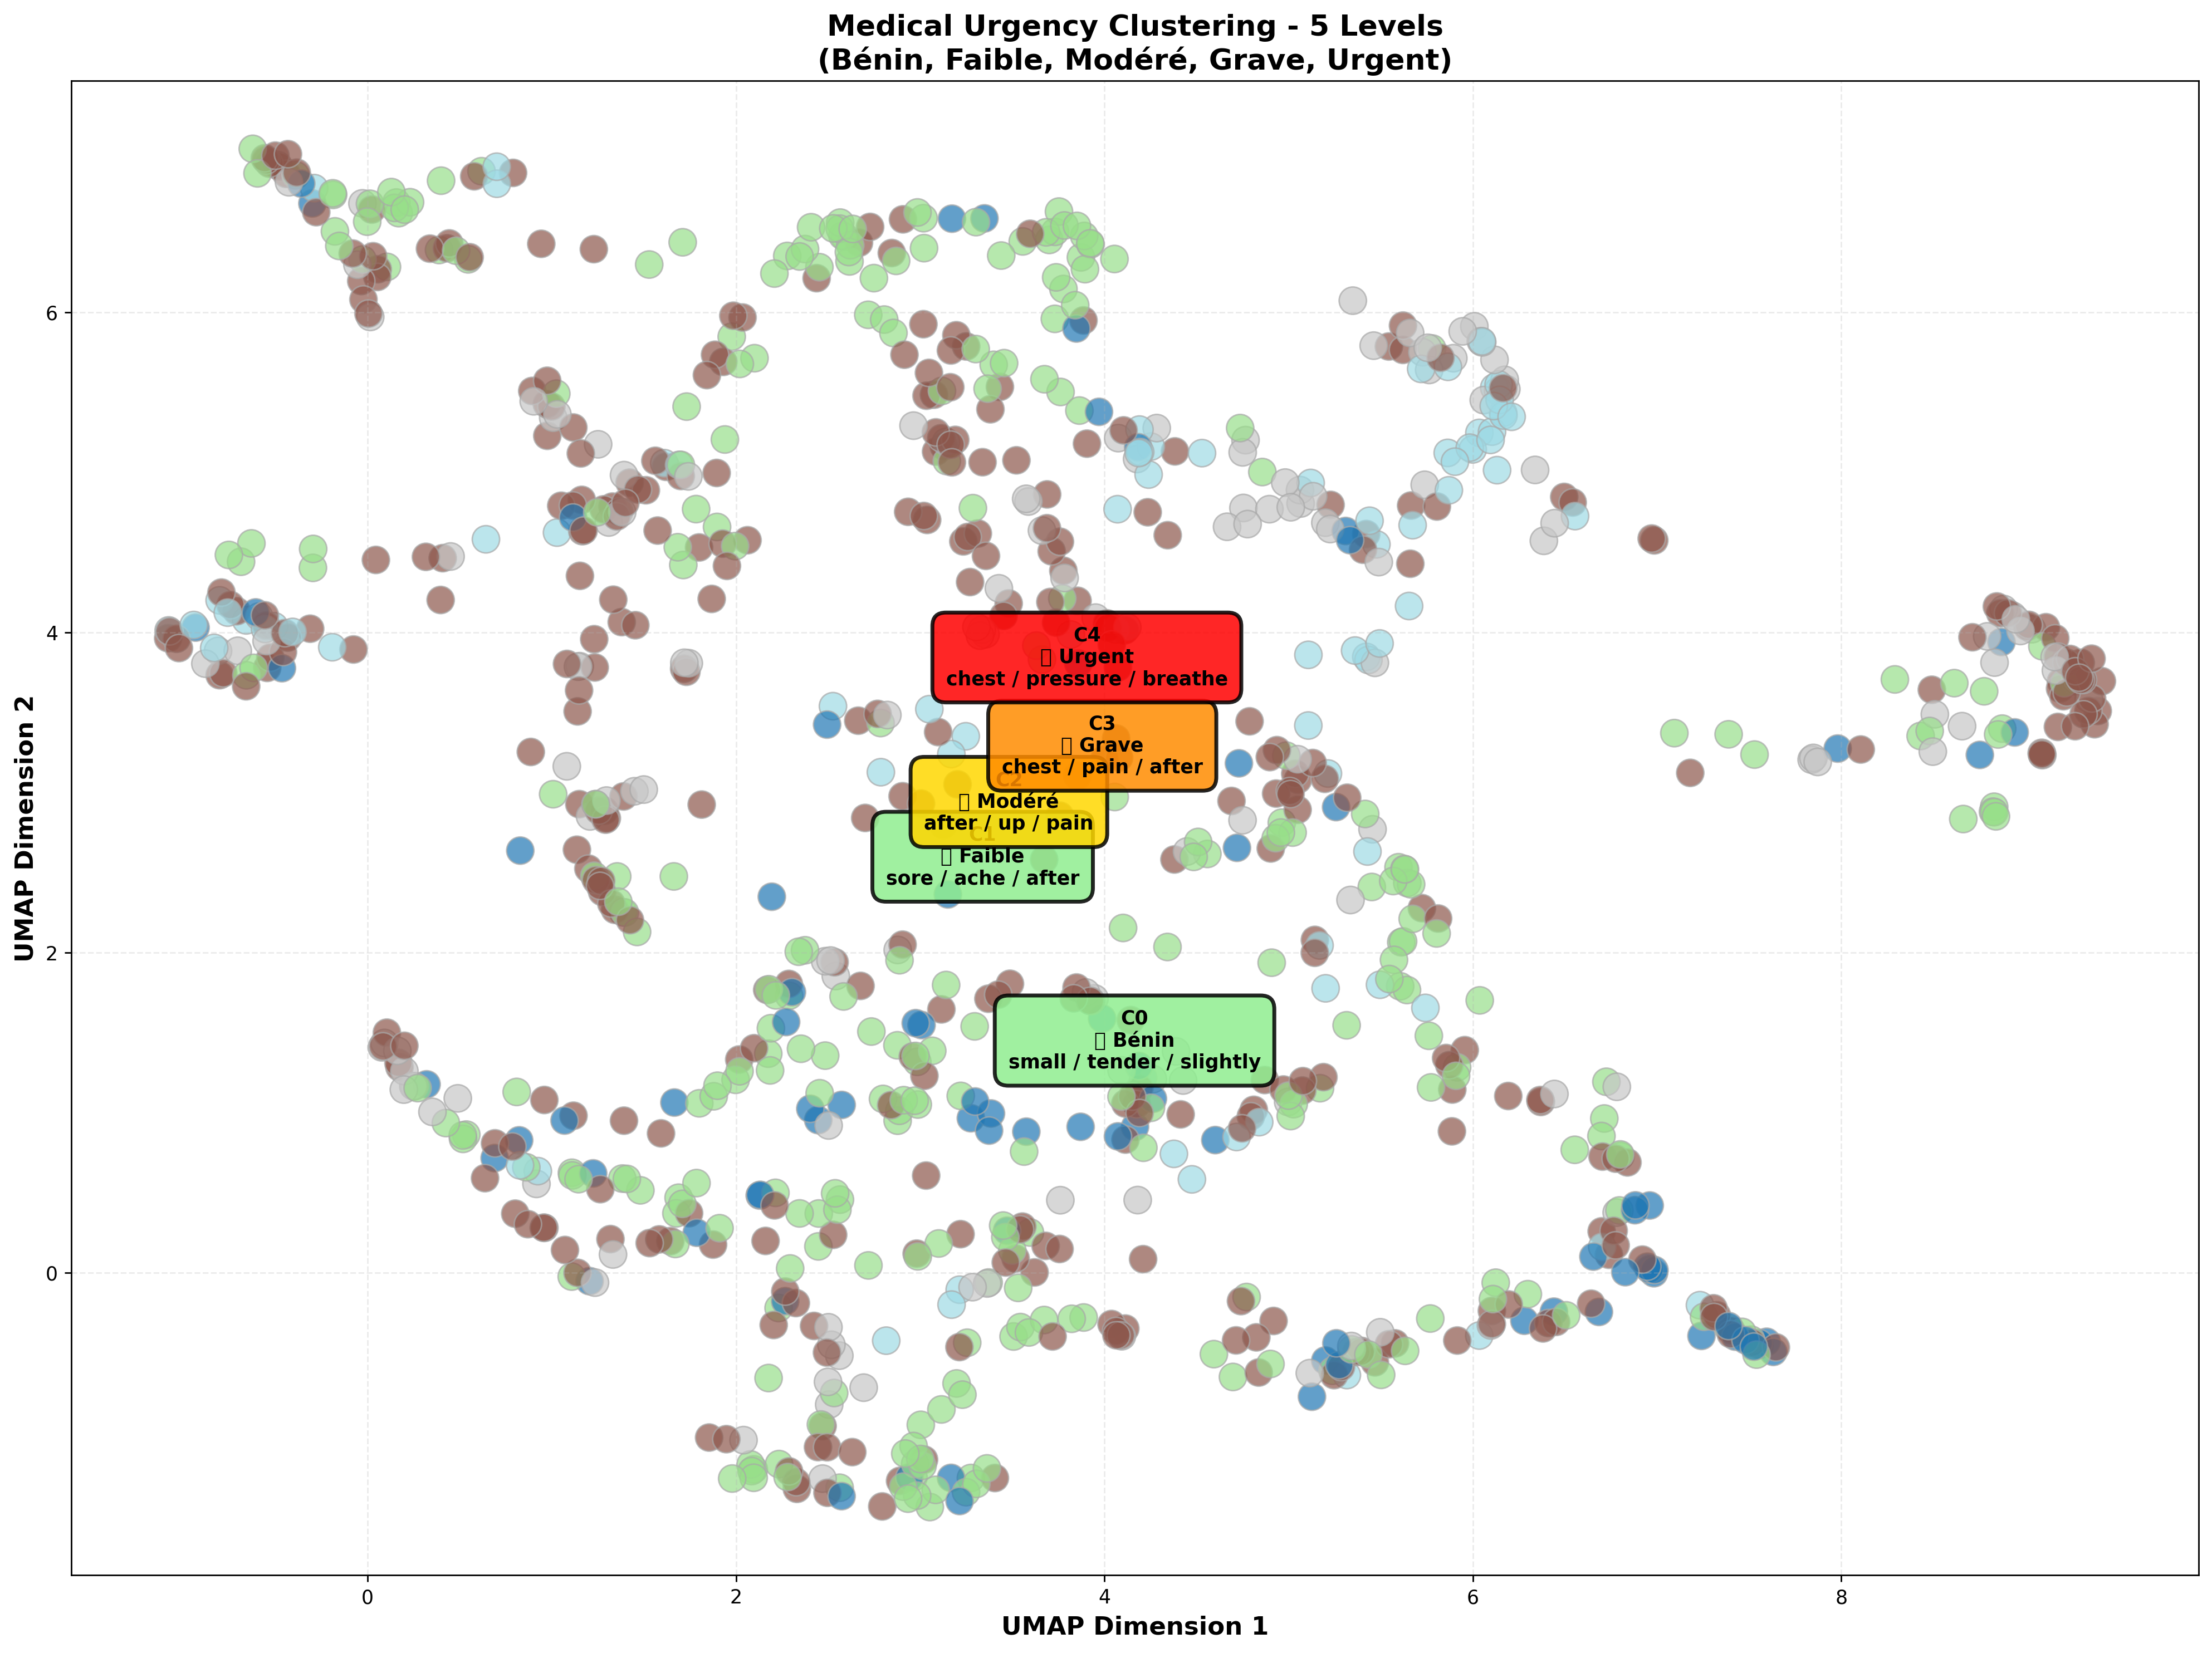 Medical Urgency Clustering - 5 Levels
(Bénin, Faible, Modéré, Grave, Urgent)
UMAP Dimension 2
6
4
2
0
C4
▯ Urgent
chest / pressure / breathe
C3
▯ Grave
chest / pain / after
C2
▯ Modéré
after / up / pain
C1
▯ Faible
sore / ache / after
C0
▯ Bénin
small / tender / slightly
0 2 4 6 8
UMAP Dimension 1